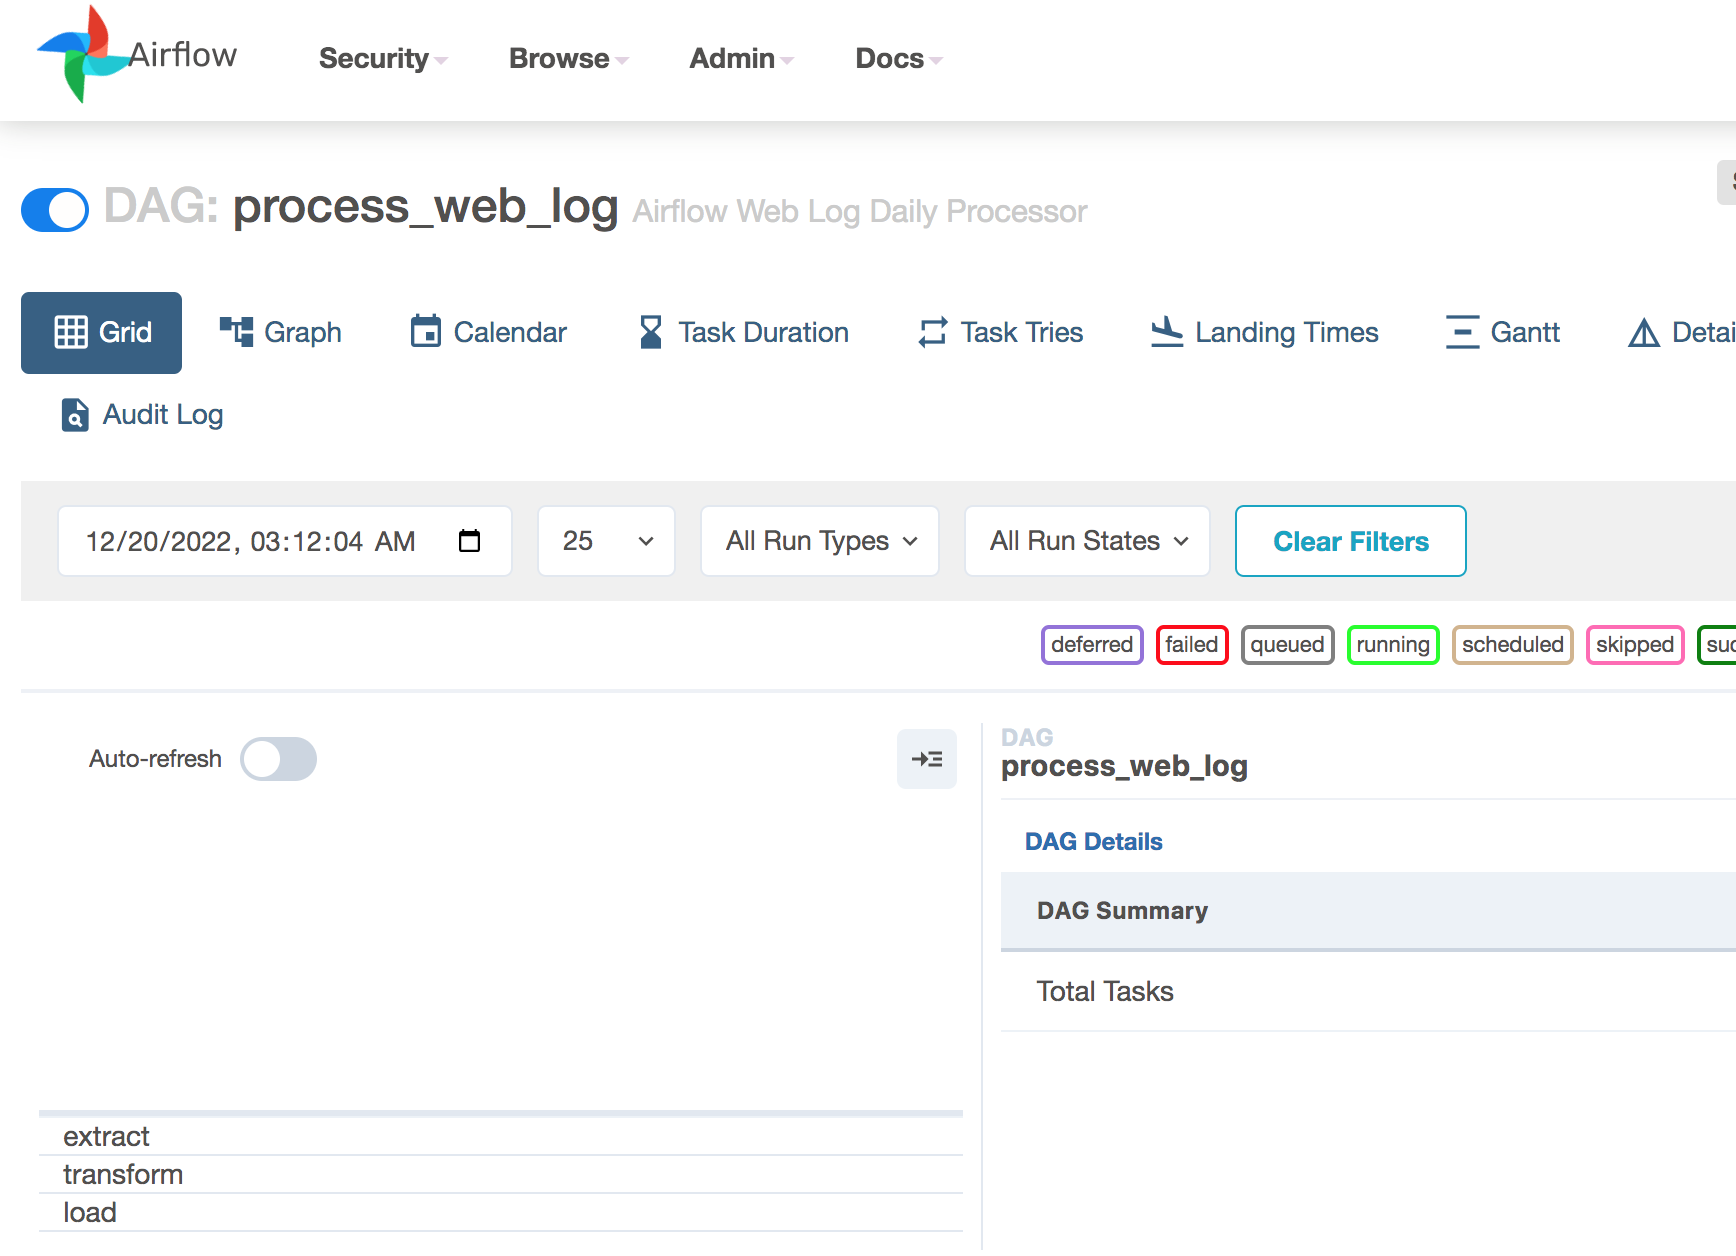 Airflow Security Browse Admin Docs
DAG: process_web_log Airflow Web Log Daily Processor
Grid Graph Calendar Task Duration Task Tries Landing Times Gantt
Audit Log
12/20/2022, 03:12:04 AM 25 All Run Types All Run States Clear Filters
deferred failed queued running scheduled skipped
Auto-refresh
DAG
process_web_log
DAG Details
DAG Summary
Total Tasks
extract
transform
load